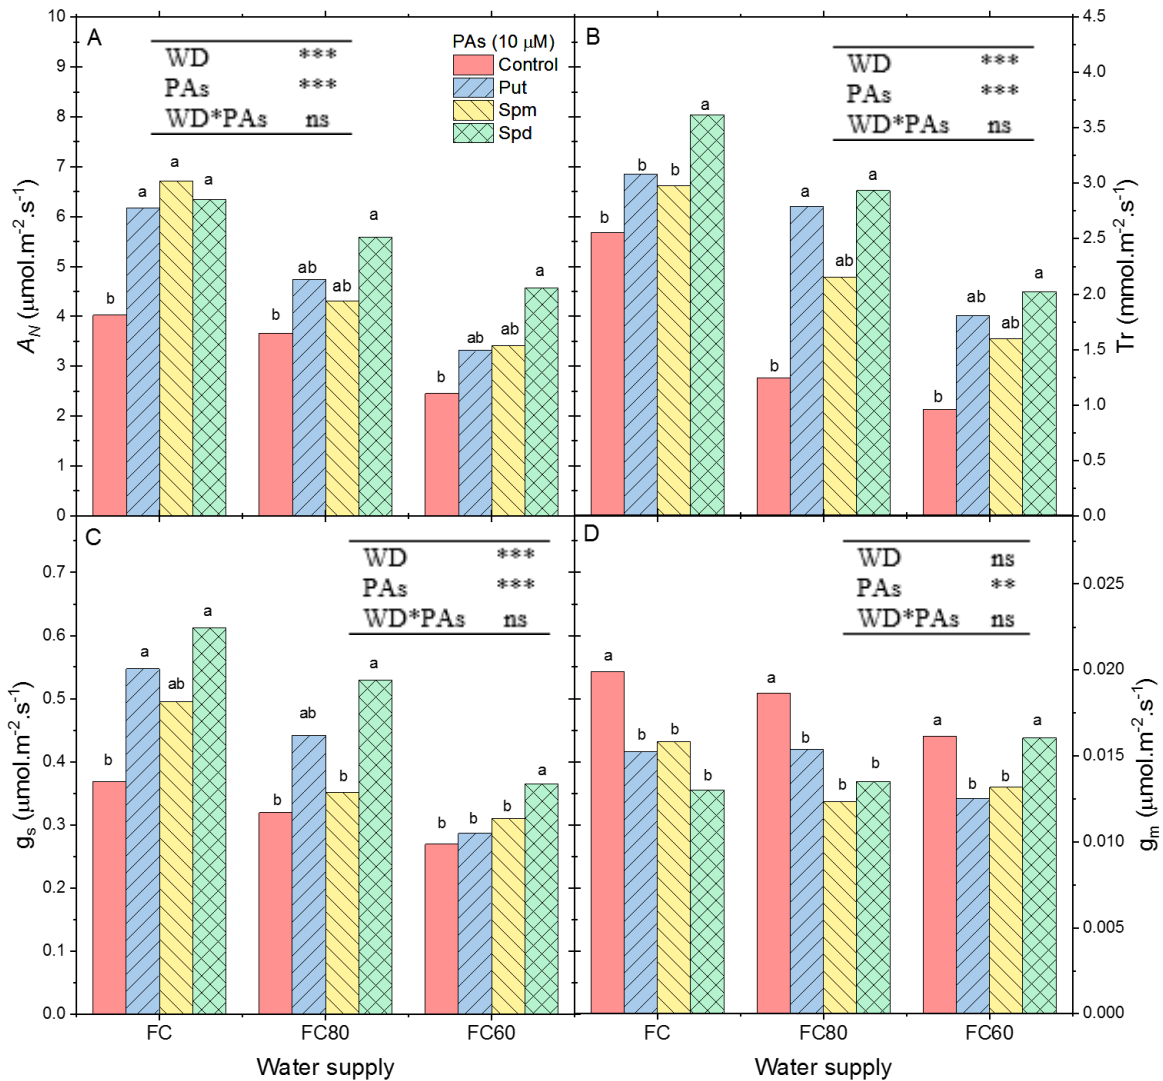 A
WD ***
PAs ***
WD*PAs ns
PAs (10 μM)
Control
Put
Spm
Spd
10
9
8
7
6
5
4
3
2
1
0
A_N (μmol.m⁻².s⁻¹)
b a a a
b ab ab a
b ab ab a
B
WD ***
PAs ***
WD*PAs ns
4.5
4.0
3.5
3.0
2.5
2.0
1.5
1.0
0.5
0.0
Tr (mmol.m⁻².s⁻¹)
b b b a
b a ab a
b ab ab a
C
WD ***
PAs ***
WD*PAs ns
0.7
0.6
0.5
0.4
0.3
0.2
0.1
0.0
g_s (μmol.m⁻².s⁻¹)
b a ab a
b ab b a
b b b a
FC FC80 FC60
Water supply
D
WD ns
PAs **
WD*PAs ns
0.025
0.020
0.015
0.010
0.005
0.000
g_m (μmol.m⁻².s⁻¹)
a b b b
a b b b
a b b a
FC FC80 FC60
Water supply